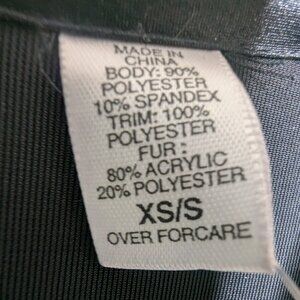 MADE IN
CHINA
BODY: 90%
POLYESTER
10% SPANDEX
TRIM: 100%
POLYESTER
FUR :
80% ACRYLIC
20% POLYESTER
XS/S
OVER FORCARE